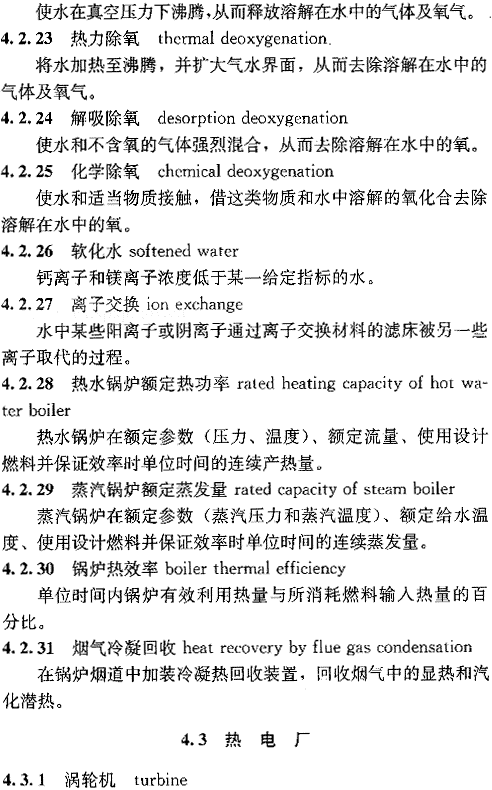 使水在真空压力下沸腾,从而释放溶解在水中的气体及氧气。
4.2.23 热力除氧 thermal deoxygenation.
将水加热至沸腾，并扩大气水界面，从而去除溶解在水中的
气体及氧气。
4.2.24 解吸除氧 desorption deoxygenation
使水和不含氧的气体强烈混合，从而去除溶解在水中的氧。
4.2.25 化学除氧 chemical deoxygenation
使水和适当物质接触，借这类物质和水中溶解的氧化合去除
溶解在水中的氧。
4.2.26 软化水 softened water
钙离子和镁离子浓度低于某一给定指标的水。
4.2.27 离子交换 ion exchange
水中某些阳离子或阴离子通过离子交换材料的滤床被另一些
离子取代的过程。
4.2.28 热水锅炉额定热功率 rated heating capacity of hot wa-
ter boiler
热水锅炉在额定参数（压力、温度）、额定流量、使用设计
燃料并保证效率时单位时间的连续产热量。
4.2.29 蒸汽锅炉额定蒸发量 rated capacity of steam boiler
蒸汽锅炉在额定参数（蒸汽压力和蒸汽温度）、额定给水温
度、使用设计燃料并保证效率时单位时间的连续蒸发量。
4.2.30 锅炉热效率 boiler thermal efficiency
单位时间内锅炉有效利用热量与所消耗燃料输入热量的百
分比。
4.2.31 烟气冷凝回收 heat recovery by flue gas condensation
在锅炉烟道中加装冷凝热回收装置，回收烟气中的显热和汽
化潜热。
4.3 热电厂
4.3.1 涡轮机 turbine